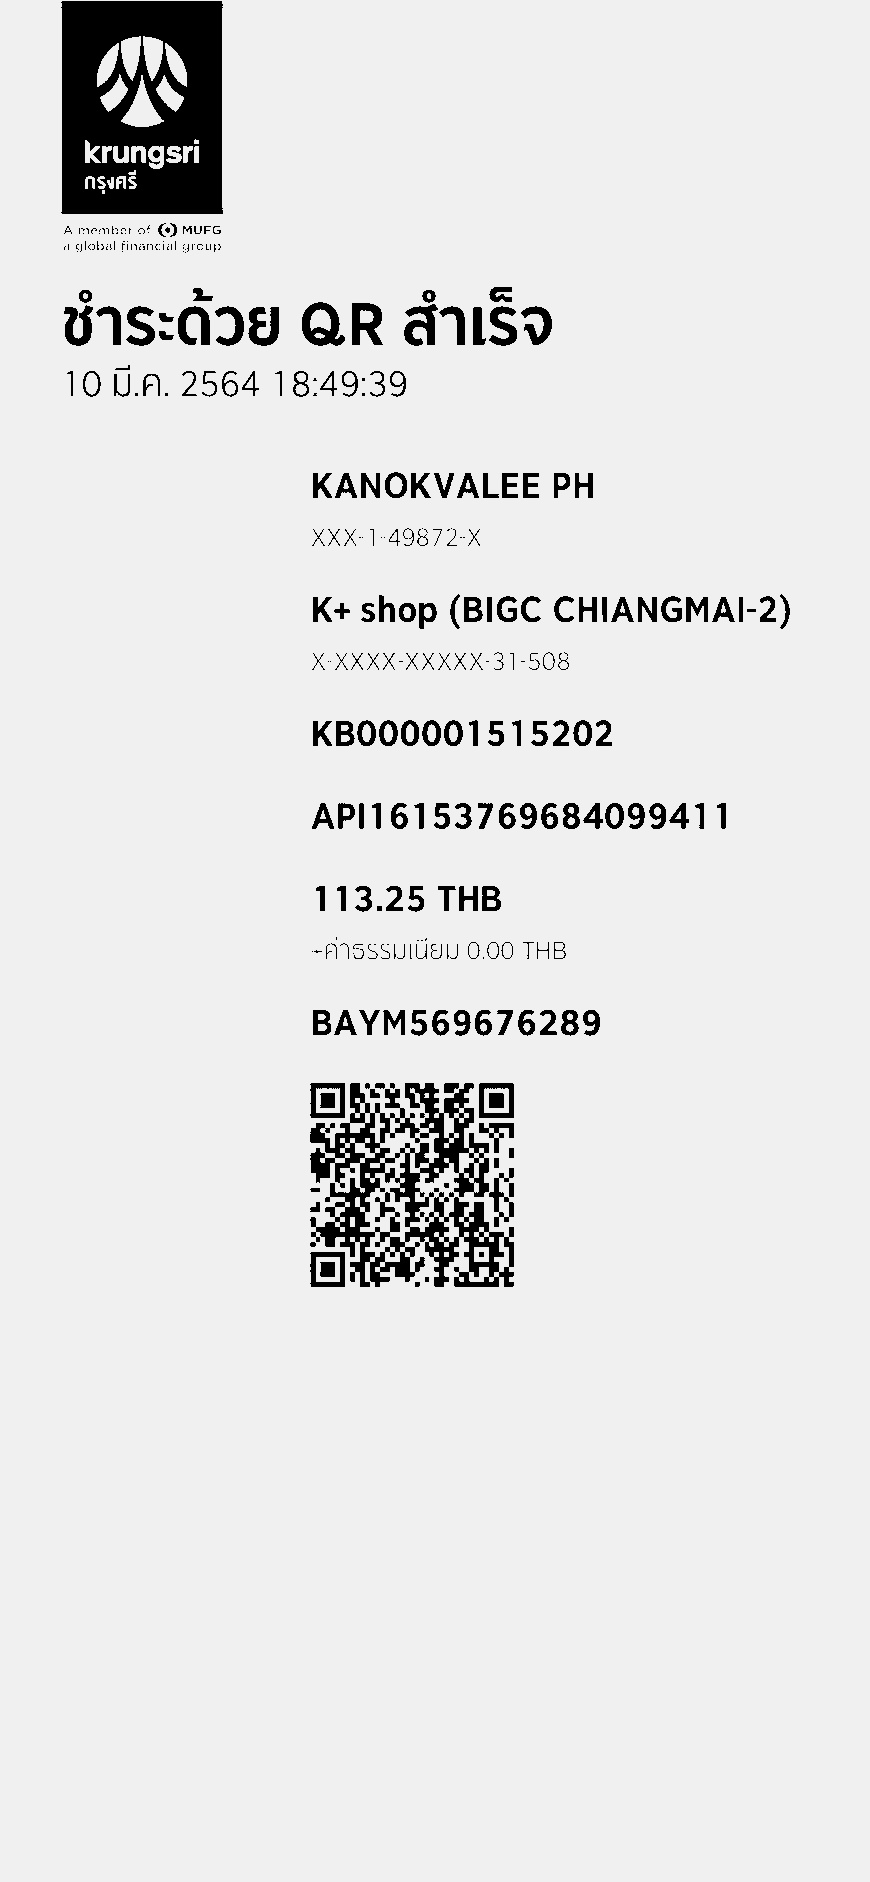 krungsri
กรุงศรี
A member of MUFG
a global financial group
ชำระด้วย QR สำเร็จ
10 มี.ค. 2564 18:49:39
KANOKVALEE PH
XXX-1-49872-X
K+ shop (BIGC CHIANGMAI-2)
X-XXXX-XXXXX-31-508
KB000001515202
API16153769684099411
113.25 THB
+ค่าธรรมเนียม 0.00 THB
BAYM569676289